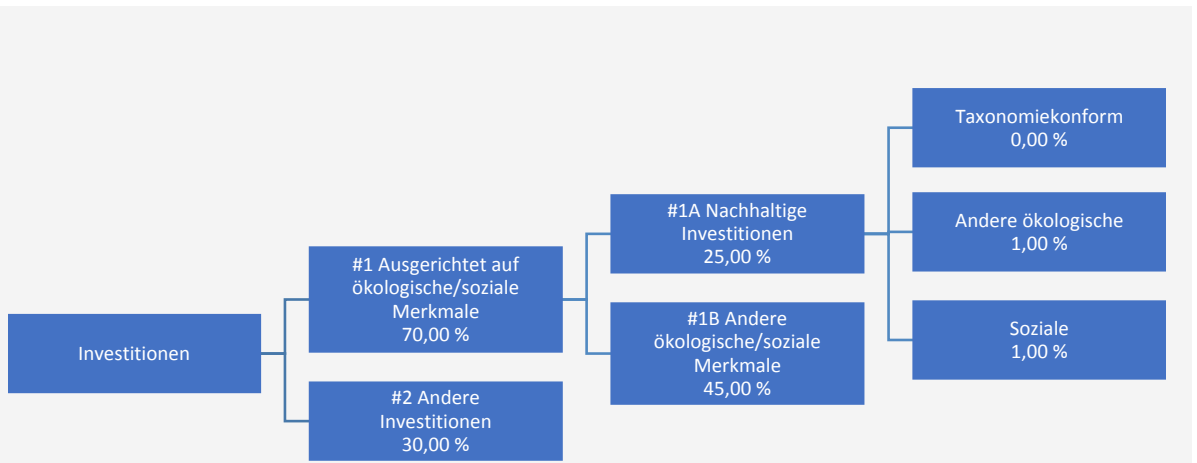 Investitionen
#1 Ausgerichtet auf
ökologische/soziale
Merkmale
70,00 %
#2 Andere
Investitionen
30,00 %
#1A Nachhaltige
Investitionen
25,00 %
#1B Andere
ökologische/soziale
Merkmale
45,00 %
Taxonomiekonform
0,00 %
Andere ökologische
1,00 %
Soziale
1,00 %